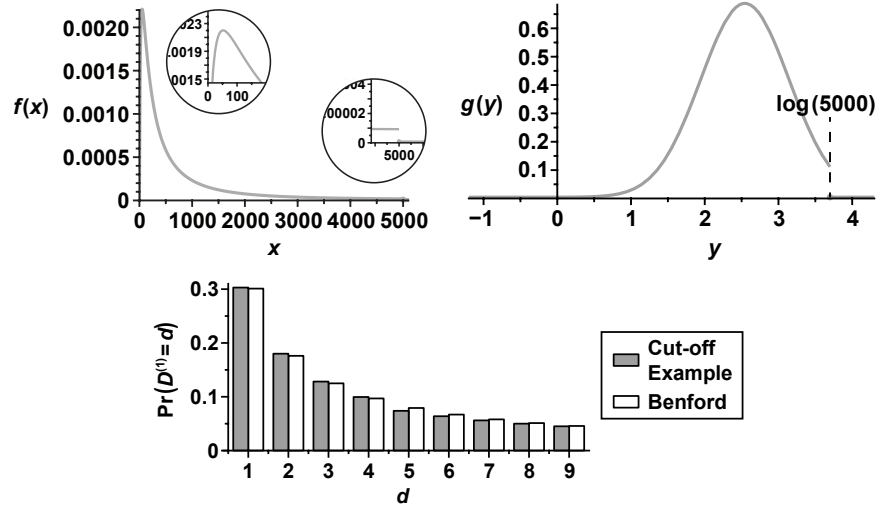 f(x)
0.0020
0.0015
0.0010
0.0005
0
0 1000 2000 3000 4000 5000
x
.023
.0019
.0015
0 100
.004
.00002
0
5000
g(y)
0.6
0.5
0.4
0.3
0.2
0.1
log(5000)
−1 0 1 2 3 4
y
Pr(D⁽¹⁾=d)
0.3
0.2
0.1
0
1 2 3 4 5 6 7 8 9
d
Cut-off
Example
Benford